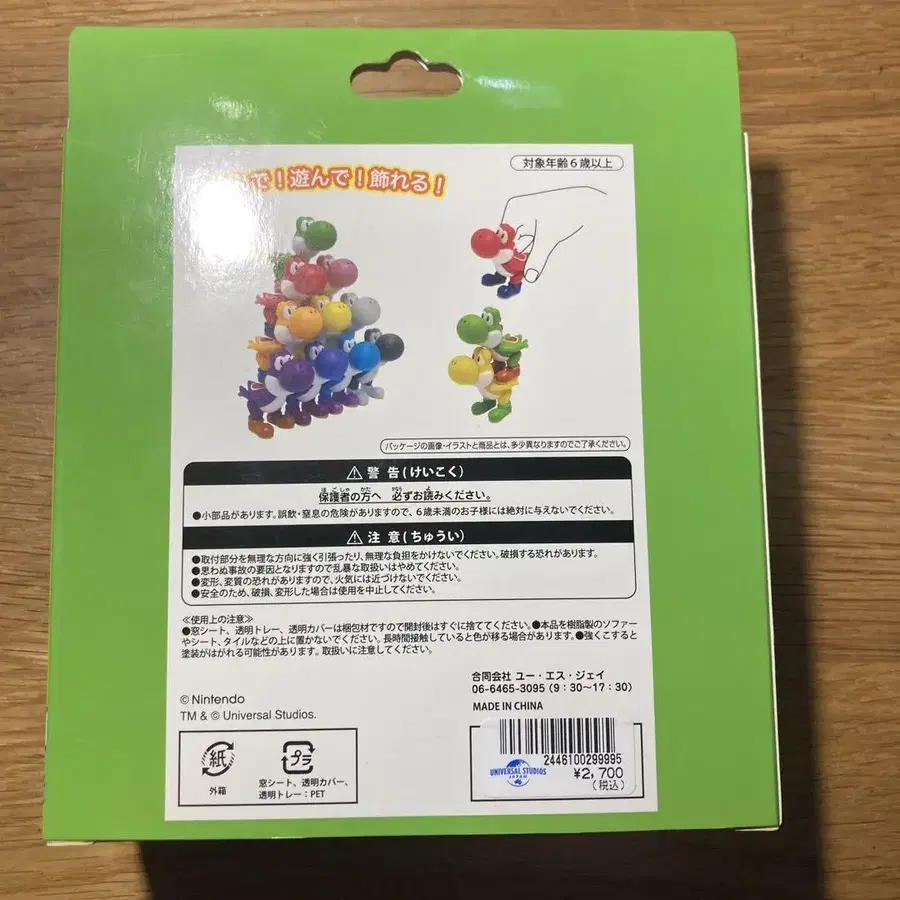 で！遊んで！飾れる！
対象年齢６歳以上
パッケージの画像・イラストと商品とは、多少異なりますのでご了承ください。
⚠警 告(けいこく)
保護者の方へ 必ずお読みください。
●小部品があります。誤飲・窒息の危険がありますので、６歳未満のお子様には絶対に与えないでください。
⚠注 意(ちゅうい)
●取付部分を無理な方向に強く引張ったり、無理な負担をかけないでください。破損する恐れがあります。
●思わぬ事故の要因となりますので乱暴な取扱いはやめてください。
●変形、変質の恐れがありますので、火気には近づけないでください。
●安全のため、破損、変形した場合は使用を中止してください。
≪使用上の注意≫
●窓シート、透明トレー、透明カバーは梱包材ですので開封後はすぐに捨ててください。●本品を樹脂製のソファー
やシート、タイルなどの上に置かないでください。長時間接触していると色が移る場合があります。●強くこすると
塗装がはがれる可能性があります。取扱いに注意してください。
合同会社 ユー・エス・ジェイ
06-6465-3095(9：30〜17：30)
MADE IN CHINA
© Nintendo
TM & © Universal Studios.
紙
外箱
プラ
窓シート、透明カバー、
透明トレー：PET
2446100299995
UNIVERSAL STUDIOS
JAPAN
¥2,700
(税込)